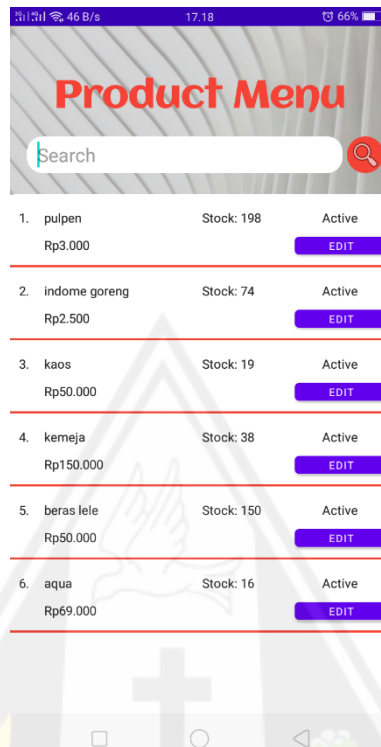 46 B/s 17.18 66%
Product Menu
Search
1. pulpen Stock: 198 Active
Rp3.000 EDIT
2. indome goreng Stock: 74 Active
Rp2.500 EDIT
3. kaos Stock: 19 Active
Rp50.000 EDIT
4. kemeja Stock: 38 Active
Rp150.000 EDIT
5. beras lele Stock: 150 Active
Rp50.000 EDIT
6. aqua Stock: 16 Active
Rp69.000 EDIT